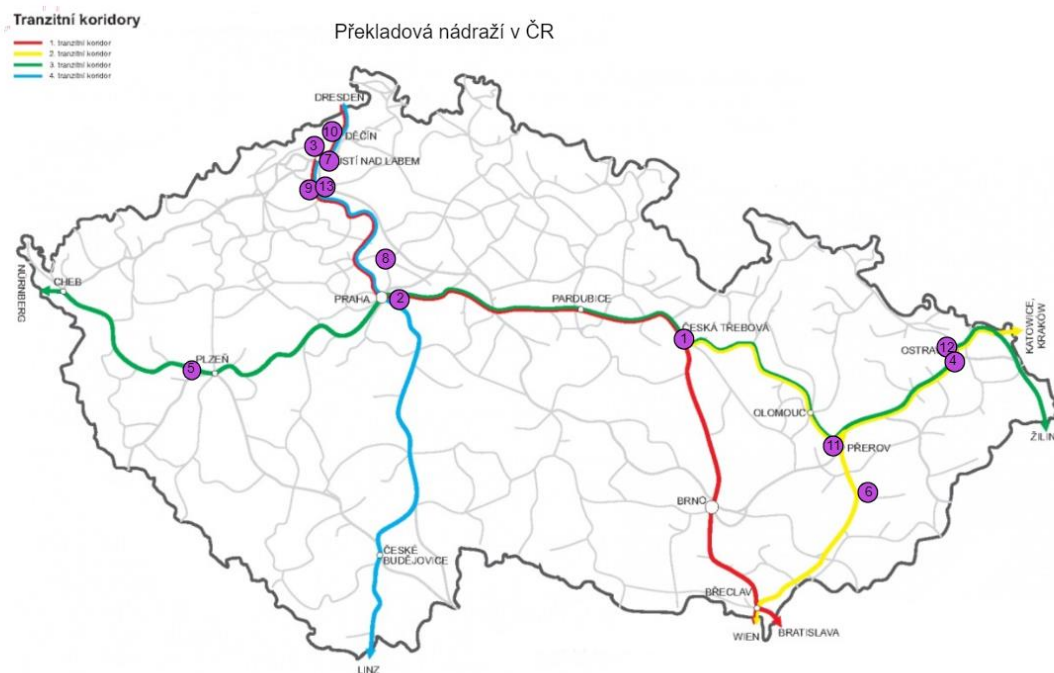 Tranzitní koridory
1. tranzitní koridor
2. tranzitní koridor
3. tranzitní koridor
4. tranzitní koridor
Překladová nádraží v ČR
DRESDEN
10
DĚČÍN
3
7
ÚSTÍ NAD LABEM
9
13
8
NÜRNBERG
CHEB
PRAHA
2
PARDUBICE
1
ČESKÁ TŘEBOVÁ
KATOWICE,
KRAKÓW
5
PLZEŇ
OSTRAV
12
4
OLOMOUC
11
PŘEROV
ŽILIN
6
BRNO
ČESKÉ
BUDĚJOVICE
BŘECLAV
WIEN
BRATISLAVA
LINZ